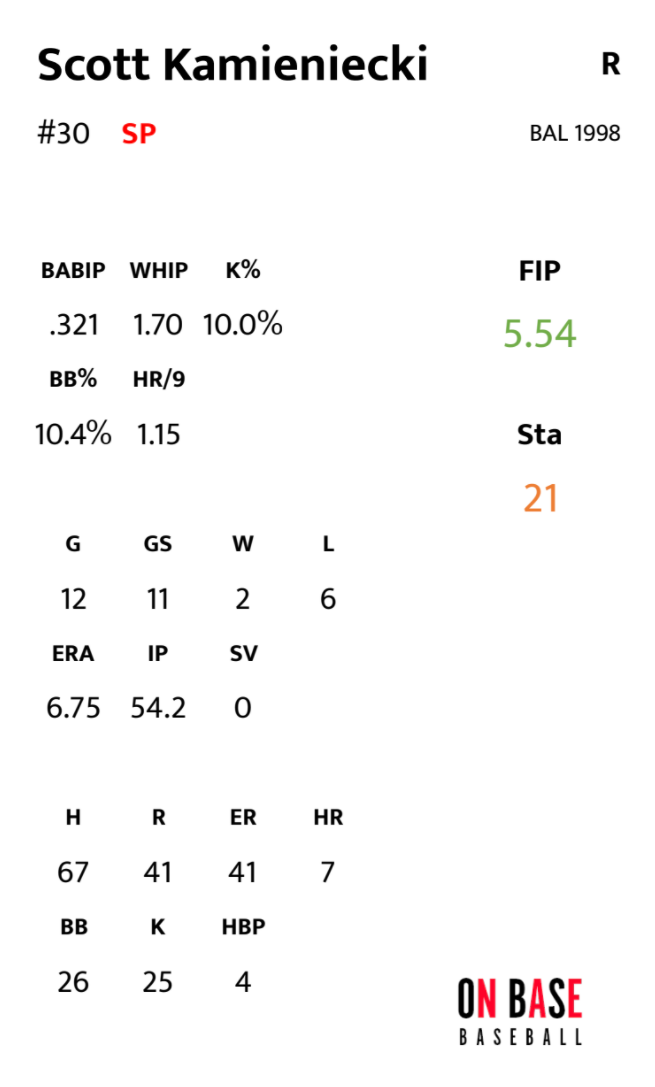 Scott Kamieniecki R
#30 SP BAL 1998
BABIP WHIP K% FIP
.321 1.70 10.0% 5.54
BB% HR/9
10.4% 1.15 Sta
21
G GS W L
12 11 2 6
ERA IP SV
6.75 54.2 0
H R ER HR
67 41 41 7
BB K HBP
26 25 4
ON BASE
BASEBALL